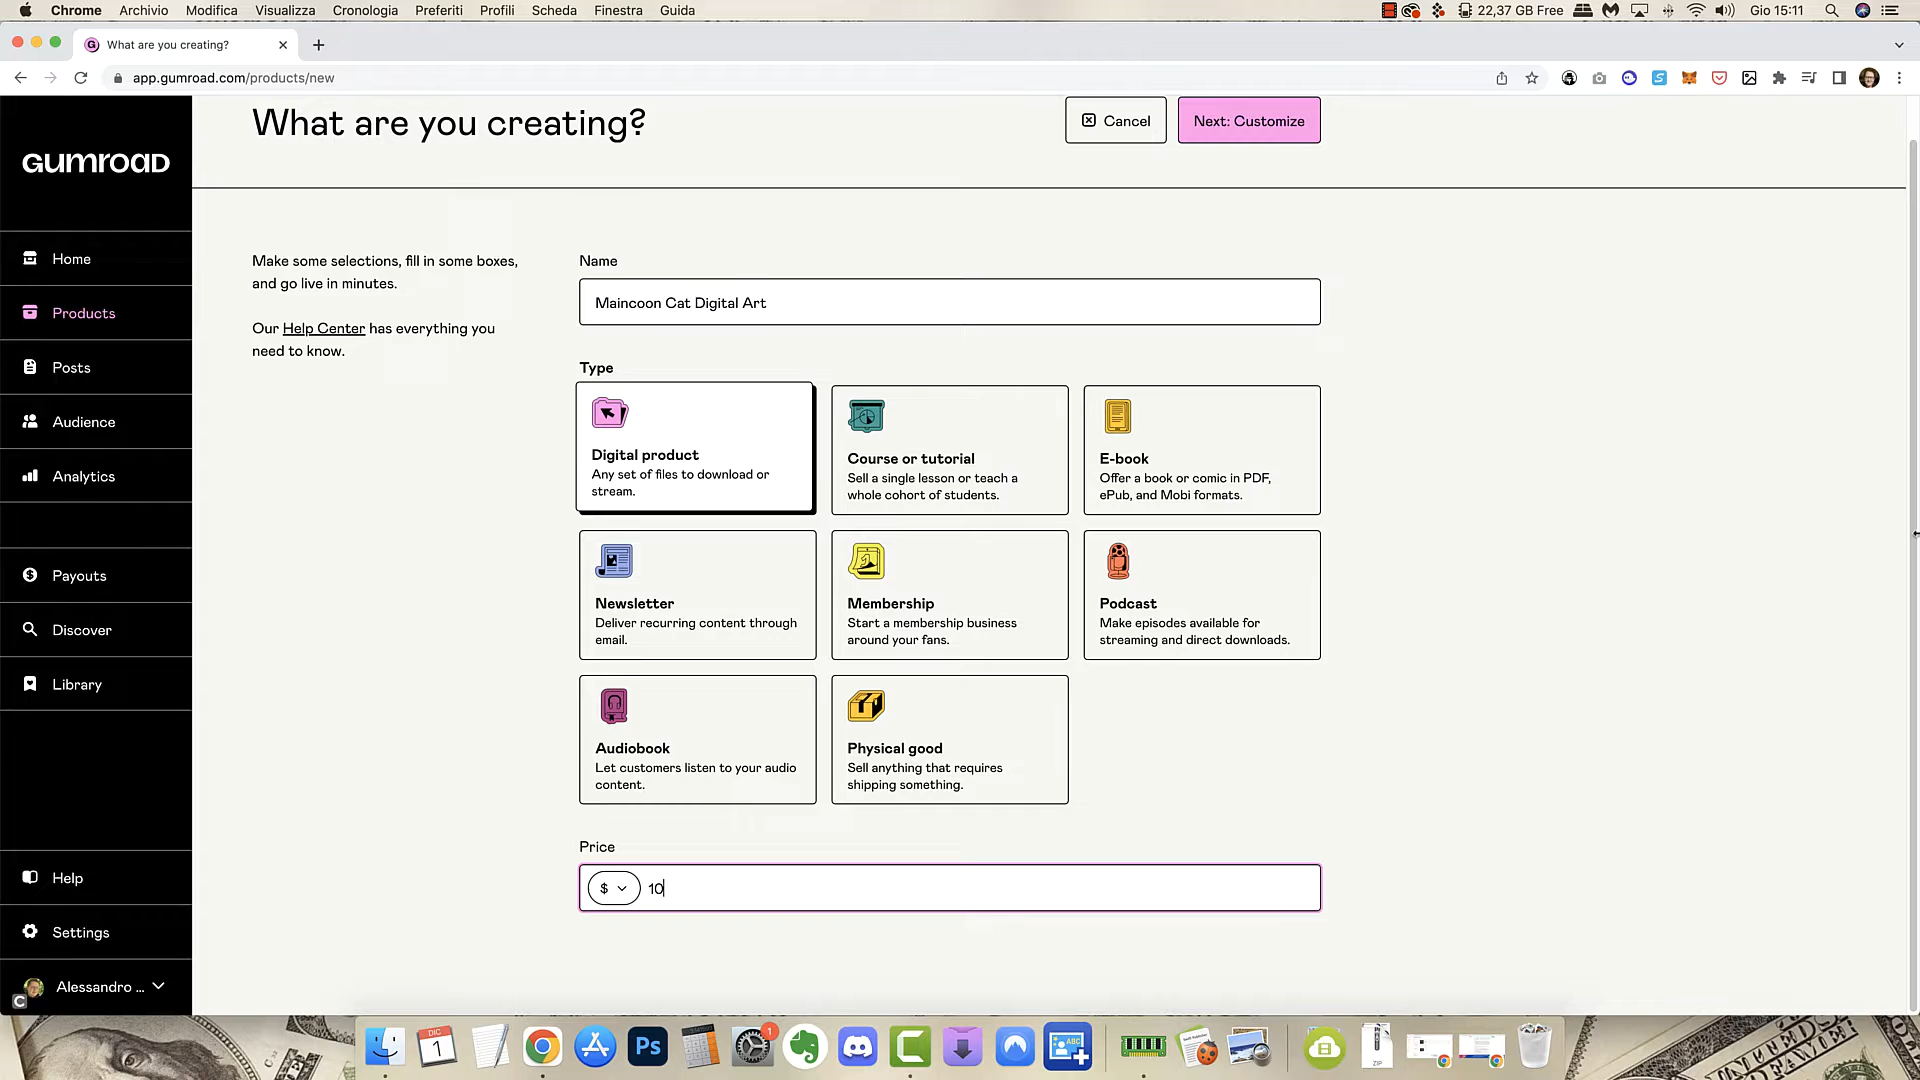 Chrome Archivio Modifica Visualizza Cronologia Preferiti Profili Scheda Finestra Guida 22,37 GB Free Gio 15:11
What are you creating?
app.gumroad.com/products/new
GUMROAD
Home
Products
Posts
Audience
Analytics
Payouts
Discover
Library
Help
Settings
Alessandro ...
What are you creating?
Cancel
Next: Customize
Make some selections, fill in some boxes,
and go live in minutes.
Our Help Center has everything you
need to know.
Name
Maincoon Cat Digital Art
Type
Digital product
Any set of files to download or
stream.
Course or tutorial
Sell a single lesson or teach a
whole cohort of students.
E-book
Offer a book or comic in PDF,
ePub, and Mobi formats.
Newsletter
Deliver recurring content through
email.
Membership
Start a membership business
around your fans.
Podcast
Make episodes available for
streaming and direct downloads.
Audiobook
Let customers listen to your audio
content.
Physical good
Sell anything that requires
shipping something.
Price
$ 10
DIC
1
Ps
1
ABC
ZIP